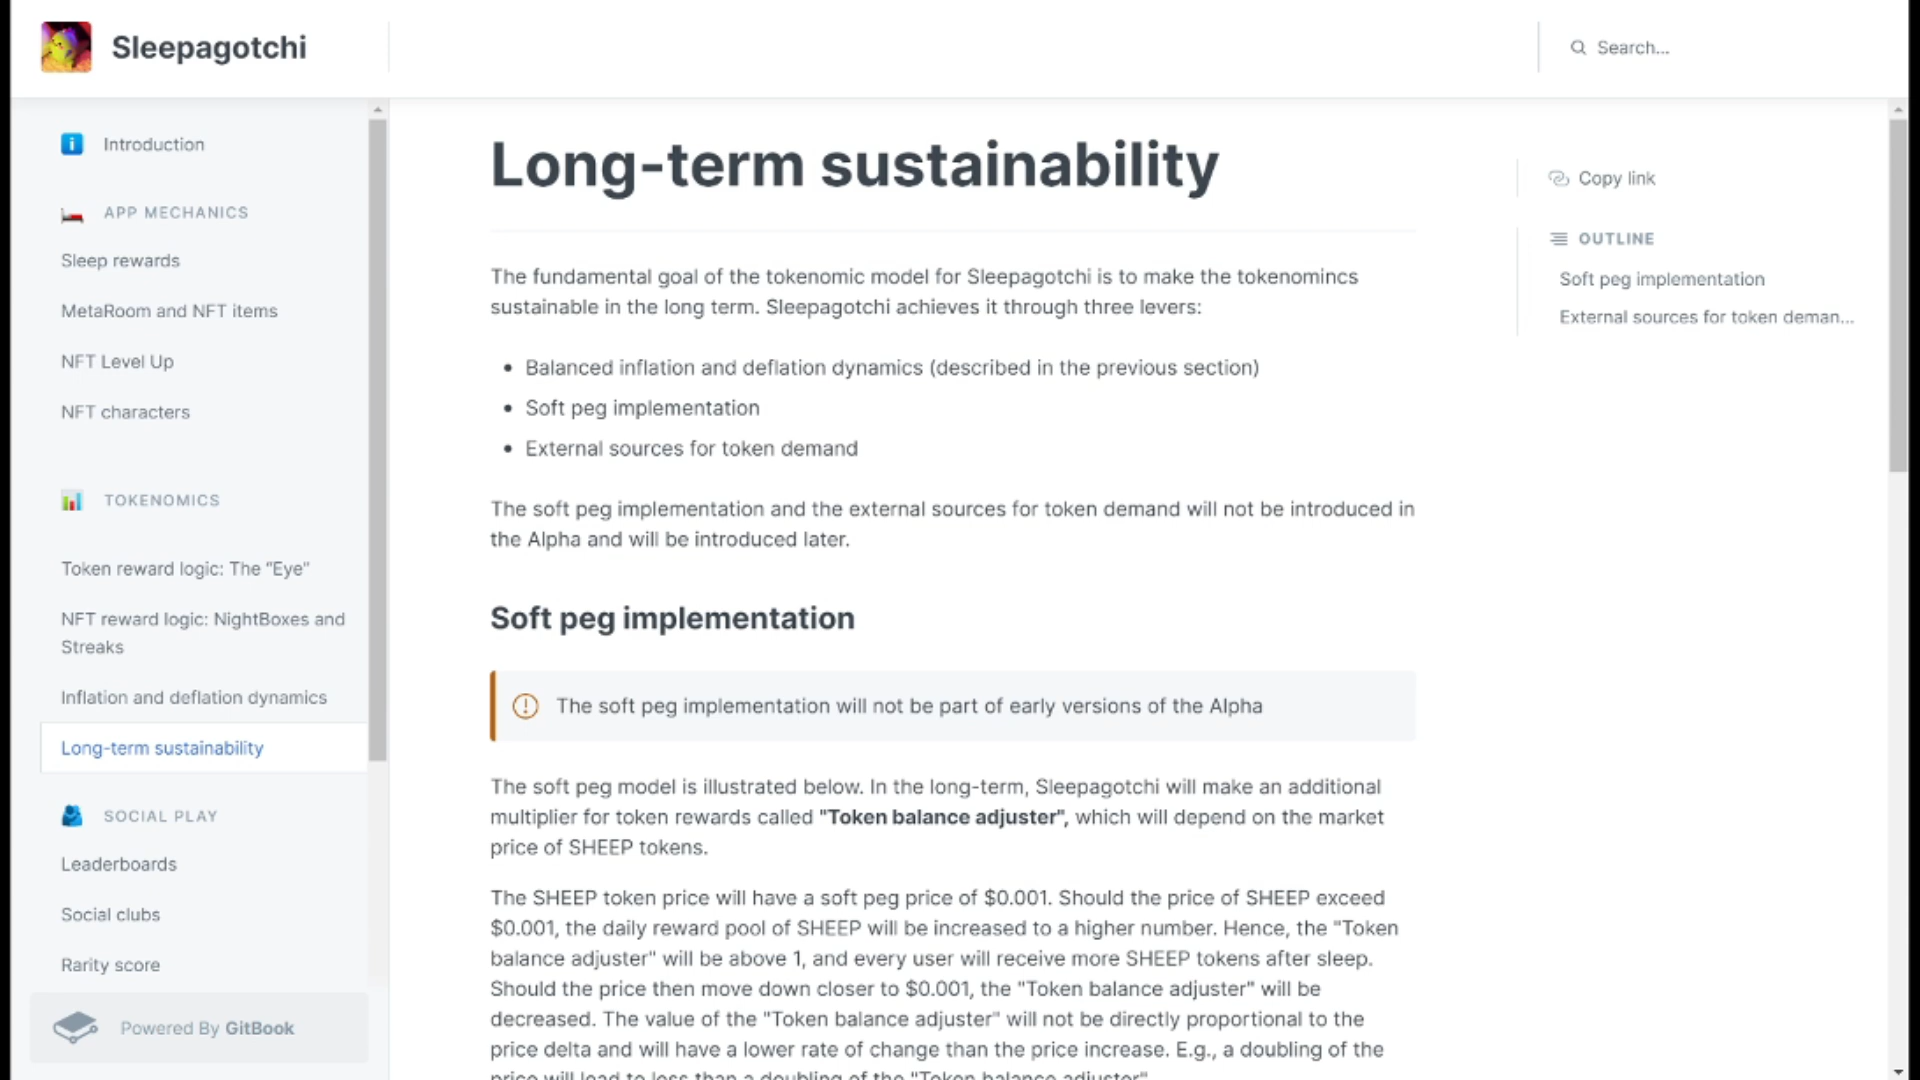 Sleepagotchi
Search...
Introduction
APP MECHANICS
Sleep rewards
MetaRoom and NFT items
NFT Level Up
NFT characters
TOKENOMICS
Token reward logic: The "Eye"
NFT reward logic: NightBoxes and
Streaks
Inflation and deflation dynamics
Long-term sustainability
SOCIAL PLAY
Leaderboards
Social clubs
Rarity score
Powered By GitBook
Long-term sustainability
The fundamental goal of the tokenomic model for Sleepagotchi is to make the tokenomincs
sustainable in the long term. Sleepagotchi achieves it through three levers:
• Balanced inflation and deflation dynamics (described in the previous section)
• Soft peg implementation
• External sources for token demand
The soft peg implementation and the external sources for token demand will not be introduced in
the Alpha and will be introduced later.
Soft peg implementation
The soft peg implementation will not be part of early versions of the Alpha
The soft peg model is illustrated below. In the long-term, Sleepagotchi will make an additional
multiplier for token rewards called "Token balance adjuster", which will depend on the market
price of SHEEP tokens.
The SHEEP token price will have a soft peg price of $0.001. Should the price of SHEEP exceed
$0.001, the daily reward pool of SHEEP will be increased to a higher number. Hence, the "Token
balance adjuster" will be above 1, and every user will receive more SHEEP tokens after sleep.
Should the price then move down closer to $0.001, the "Token balance adjuster" will be
decreased. The value of the "Token balance adjuster" will not be directly proportional to the
price delta and will have a lower rate of change than the price increase. E.g., a doubling of the
price will lead to less than a doubling of the "Token balance adjuster"
Copy link
OUTLINE
Soft peg implementation
External sources for token deman...